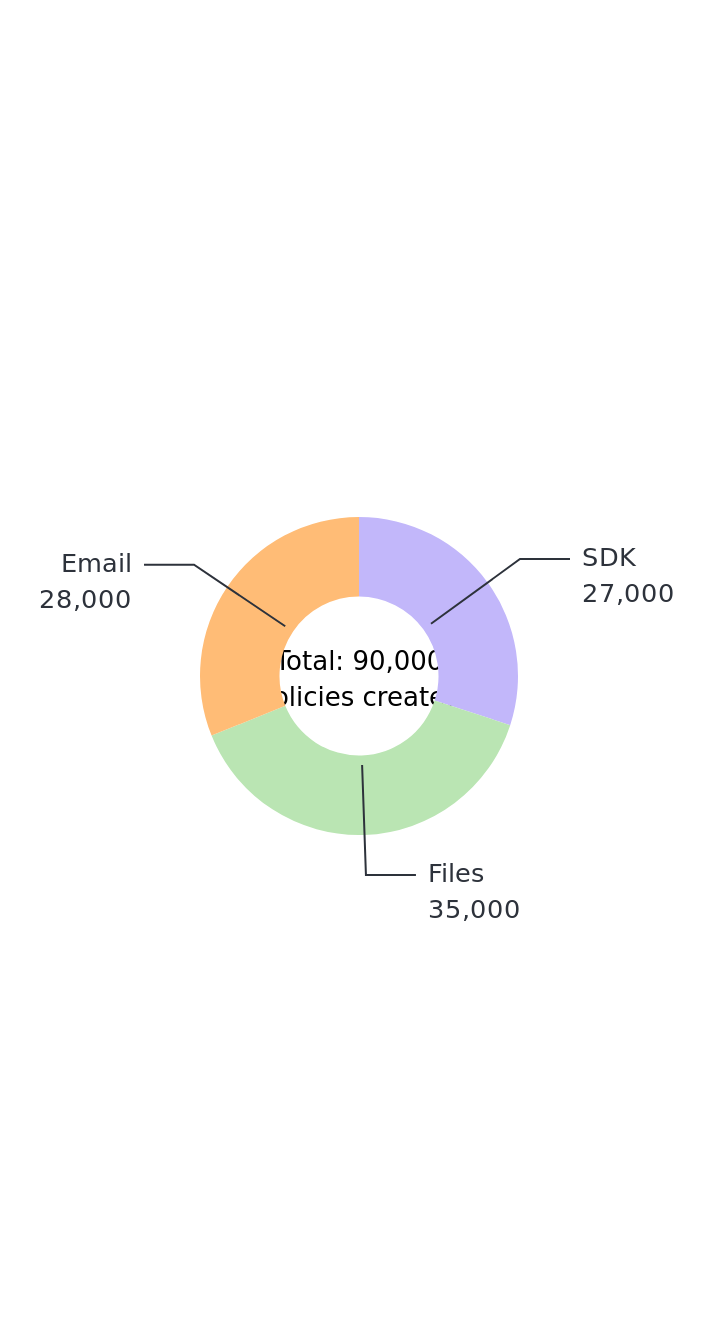 Email
28,000
SDK
27,000
Total: 90,000
olicies create
Files
35,000